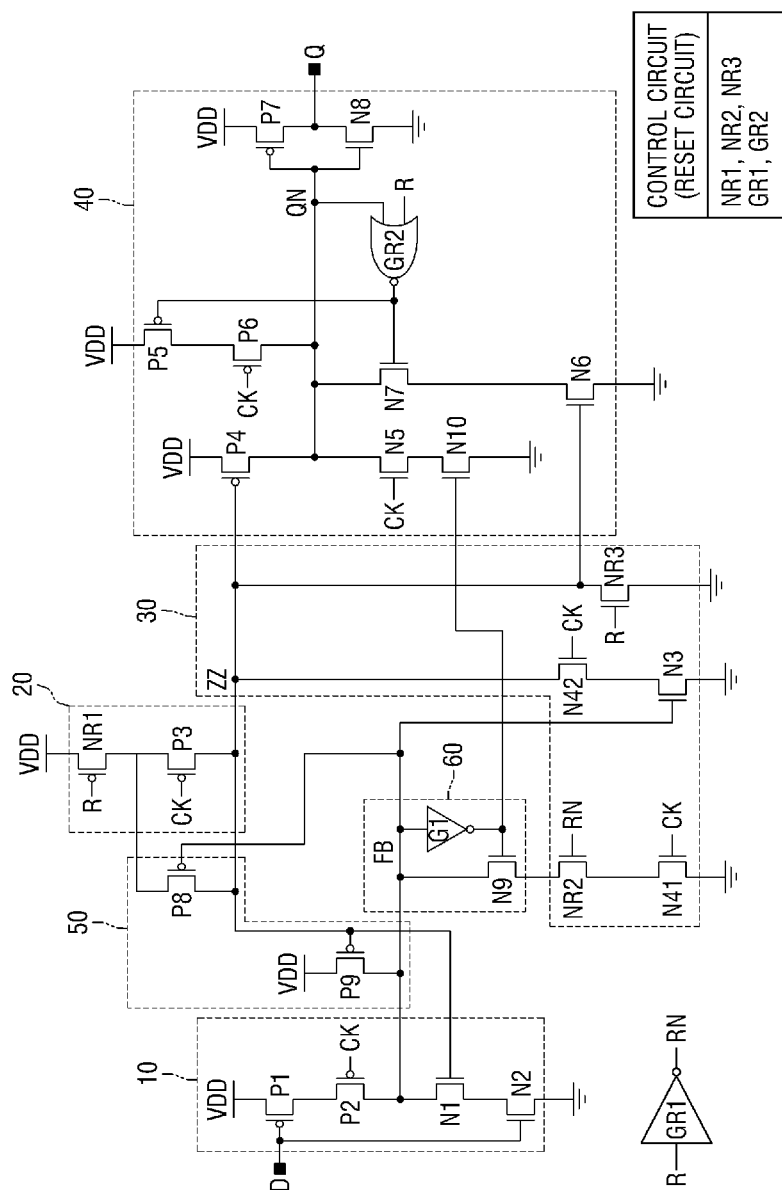 10
VDD
P1
D
P2
CK
N1
N2
50
VDD
P9
P8
20
VDD
R
NR1
CK
P3
ZZ
60
FB
G1
N9
NR2
RN
N41
CK
30
N42
CK
N3
R
NR3
40
VDD
P4
CK
N5
N10
VDD
P5
CK
P6
N7
N6
QN
GR2
R
VDD
P7
N8
Q
R
GR1
RN
CONTROL CIRCUIT
(RESET CIRCUIT)
NR1, NR2, NR3
GR1, GR2